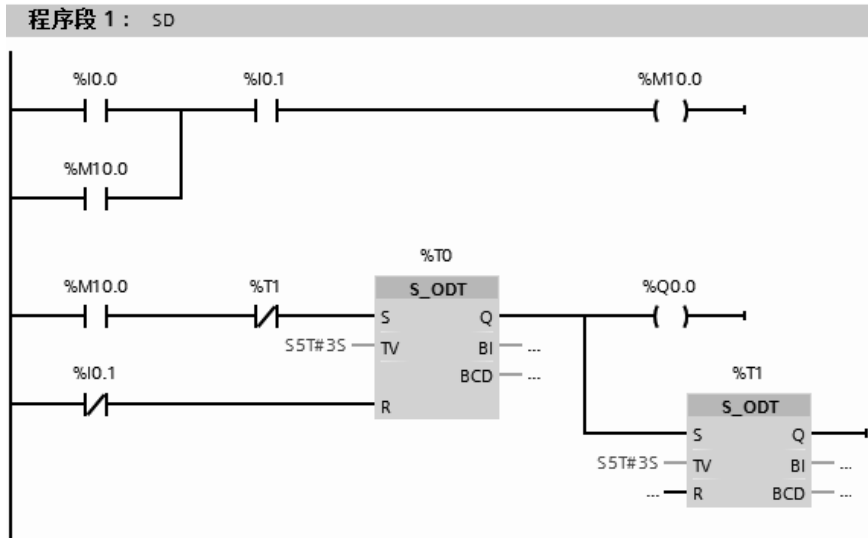 程序段 1： SD
%I0.0 %I0.1 %M10.0
%M10.0
%T0
%M10.0 %T1 S_ODT %Q0.0
S Q
S5T#3S TV BI ...
%I0.1 BCD ... %T1
R S_ODT
S Q
S5T#3S TV BI ...
... R BCD ...